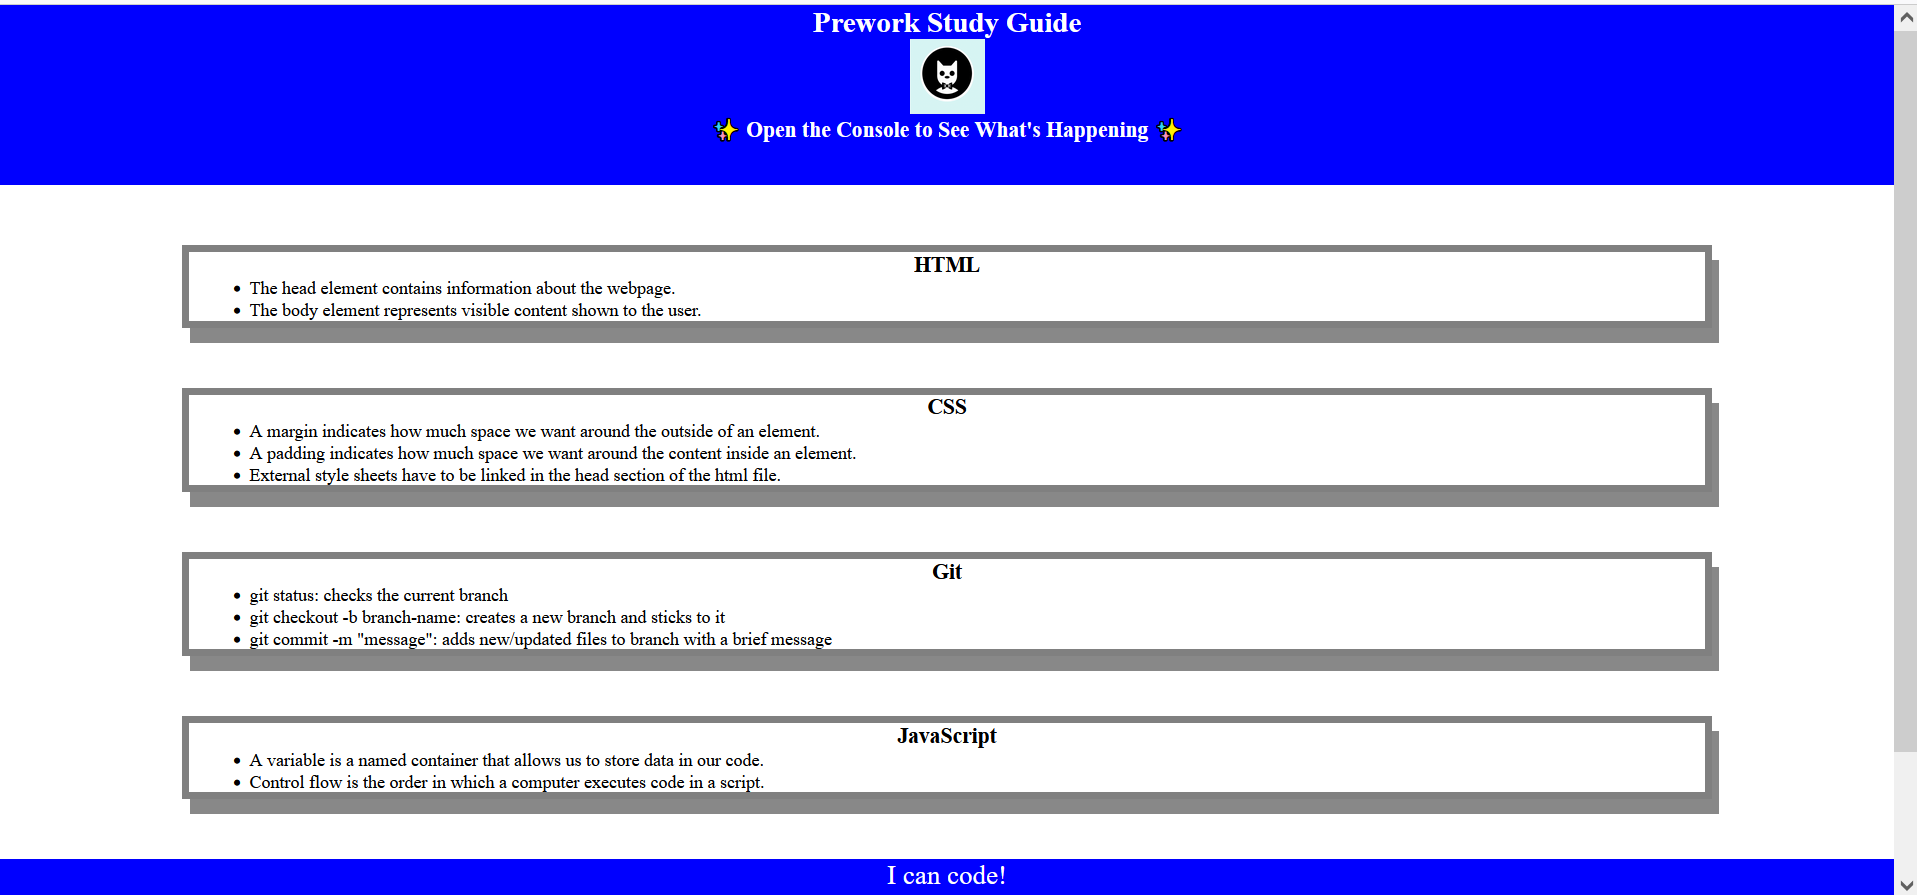 Prework Study Guide
✨ Open the Console to See What's Happening ✨
HTML
• The head element contains information about the webpage.
• The body element represents visible content shown to the user.
CSS
• A margin indicates how much space we want around the outside of an element.
• A padding indicates how much space we want around the content inside an element.
• External style sheets have to be linked in the head section of the html file.
Git
• git status: checks the current branch
• git checkout -b branch-name: creates a new branch and sticks to it
• git commit -m "message": adds new/updated files to branch with a brief message
JavaScript
• A variable is a named container that allows us to store data in our code.
• Control flow is the order in which a computer executes code in a script.
I can code!